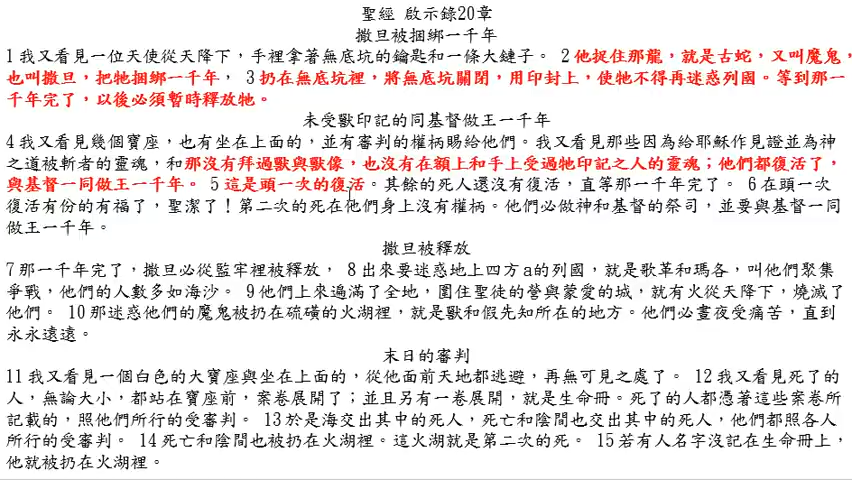 聖經 啟示錄20章
撒旦被捆綁一千年
1 我又看見一位天使從天降下，手裡拿著無底坑的鑰匙和一條大鏈子。 2 他捉住那龍，就是古蛇，又叫魔鬼，
也叫撒旦，把牠捆綁一千年， 3 扔在無底坑裡，將無底坑關閉，用印封上，使牠不得再迷惑列國。等到那一
千年完了，以後必須暫時釋放牠。
未受獸印記的同基督做王一千年
4 我又看見幾個寶座，也有坐在上面的，並有審判的權柄賜給他們。我又看見那些因為給耶穌作見證並為神
之道被斬者的靈魂，和那沒有拜過獸與獸像，也沒有在額上和手上受過牠印記之人的靈魂；他們都復活了，
與基督一同做王一千年。 5 這是頭一次的復活。其餘的死人還沒有復活，直等那一千年完了。 6 在頭一次
復活有份的有福了，聖潔了！第二次的死在他們身上沒有權柄。他們必做神和基督的祭司，並要與基督一同
做王一千年。
撒旦被釋放
7 那一千年完了，撒旦必從監牢裡被釋放， 8 出來要迷惑地上四方a的列國，就是歌革和瑪各，叫他們聚集
爭戰，他們的人數多如海沙。 9 他們上來遍滿了全地，圍住聖徒的營與蒙愛的城，就有火從天降下，燒滅了
他們。 10 那迷惑他們的魔鬼被扔在硫磺的火湖裡，就是獸和假先知所在的地方。他們必晝夜受痛苦，直到
永永遠遠。
末日的審判
11 我又看見一個白色的大寶座與坐在上面的，從他面前天地都逃避，再無可見之處了。 12 我又看見死了的
人，無論大小，都站在寶座前，案卷展開了；並且另有一卷展開，就是生命冊。死了的人都憑著這些案卷所
記載的，照他們所行的受審判。 13 於是海交出其中的死人，死亡和陰間也交出其中的死人，他們都照各人
所行的受審判。 14 死亡和陰間也被扔在火湖裡。這火湖就是第二次的死。 15 若有人名字沒記在生命冊上，
他就被扔在火湖裡。